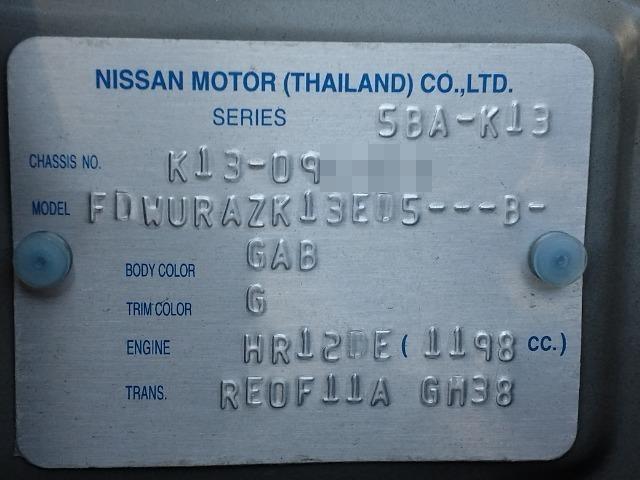 NISSAN MOTOR (THAILAND) CO.,LTD.
SERIES 5BA-K13
CHASSIS NO. K13-09
MODEL FDWURAZK13ED5---B-
BODY COLOR GAB
TRIM COLOR G
ENGINE HR12DE ( 1198 CC.)
TRANS. RE0F11A GH38